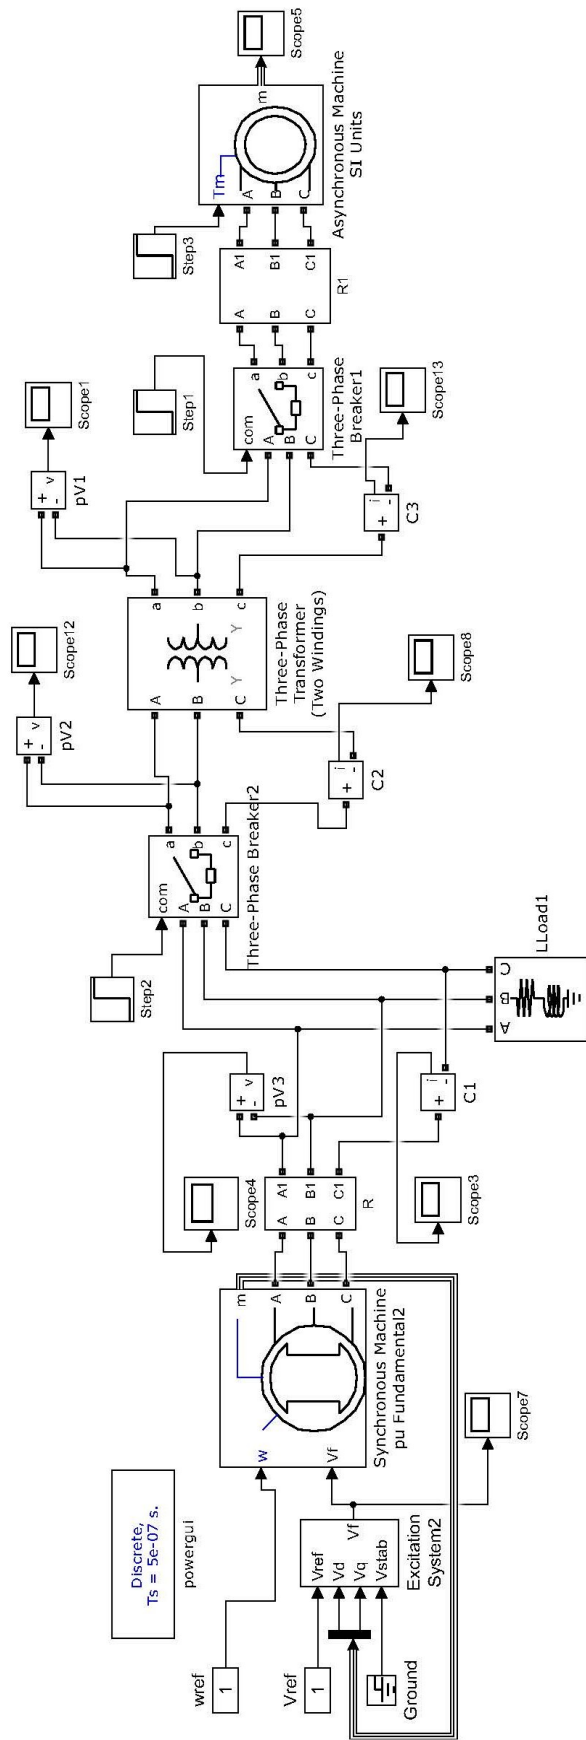 Discrete,
Ts = 5e-07 s.
powergui
wref
1
Vref
1
Ground
Vref
Vd
Vq
Vstab
Vf
Excitation
System2
Scope7
w
Vf
m
A
B
C
Synchronous Machine
pu Fundamental2
A
B
C
A1
B1
C1
R
Scope4
+
-
v
pV3
Scope3
+
-
i
C1
A
B
C
LLoad1
Step2
com
A
B
C
a
b
c
Three-Phase Breaker2
+
-
v
pV2
Scope12
+
-
i
C2
Scope8
A
B
C
a
b
c
Y
Y
Three-Phase
Transformer
(Two Windings)
+
-
v
pV1
Scope1
+
-
i
C3
Scope13
Step1
com
A
B
C
a
b
c
Three-Phase
Breaker1
A
B
C
A1
B1
C1
R1
Step3
Tm
A
B
C
m
Asynchronous Machine
SI Units
Scope5